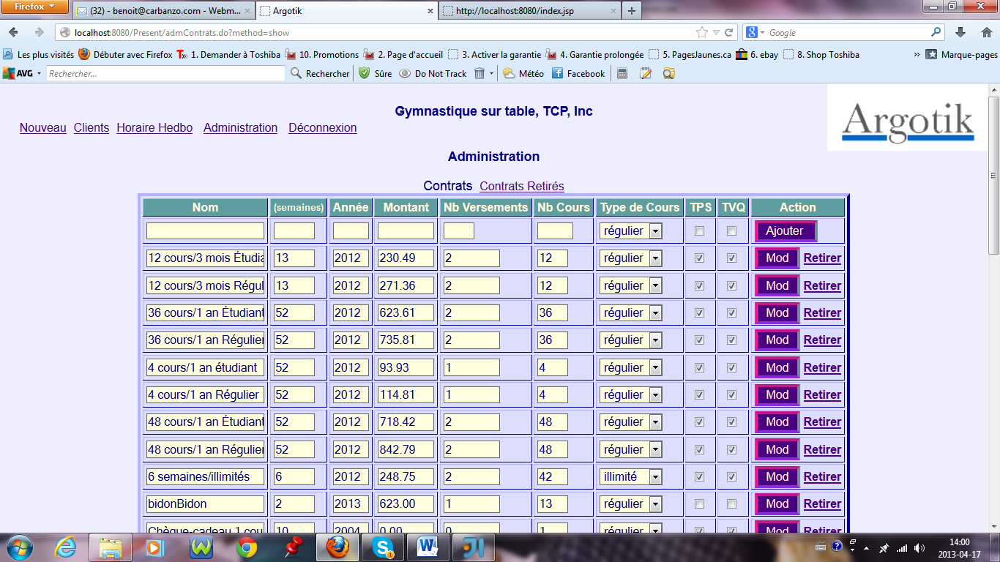 Firefox
(32) - benoit@carbanzo.com - Webm...
Argotik
http://localhost:8080/index.jsp
localhost:8080/Present/admContrats.do?method=show
Google
Les plus visités Débuter avec Firefox 1. Demander à Toshiba 10. Promotions 2. Page d'accueil 3. Activer la garantie 4. Garantie prolongée 5. PagesJaunes.ca 6. ebay 8. Shop Toshiba » Marque-pages
AVG Rechercher... Rechercher Sûre Do Not Track Météo Facebook
Gymnastique sur table, TCP, Inc
Argotik
Nouveau Clients Horaire Hedbo Administration Déconnexion
Administration
Contrats Contrats Retirés
Nom (semaines) Année Montant Nb Versements Nb Cours Type de Cours TPS TVQ Action
régulier Ajouter
12 cours/3 mois Étudia 13 2012 230.49 2 12 régulier Mod Retirer
12 cours/3 mois Régul 13 2012 271.36 2 12 régulier Mod Retirer
36 cours/1 an Étudiant 52 2012 623.61 2 36 régulier Mod Retirer
36 cours/1 an Régulier 52 2012 735.81 2 36 régulier Mod Retirer
4 cours/1 an étudiant 52 2012 93.93 1 4 régulier Mod Retirer
4 cours/1 an Régulier 52 2012 114.81 1 4 régulier Mod Retirer
48 cours/1 an Étudiant 52 2012 718.42 2 48 régulier Mod Retirer
48 cours/1 an Régulier 52 2012 842.79 2 48 régulier Mod Retirer
6 semaines/illimités 6 2012 248.75 2 42 illimité Mod Retirer
bidonBidon 2 2013 623.00 1 13 régulier Mod Retirer
Chèque-cadeau 1 cou 10 2004 0.00 0 1 régulier Mod Retirer
14:00
2013-04-17